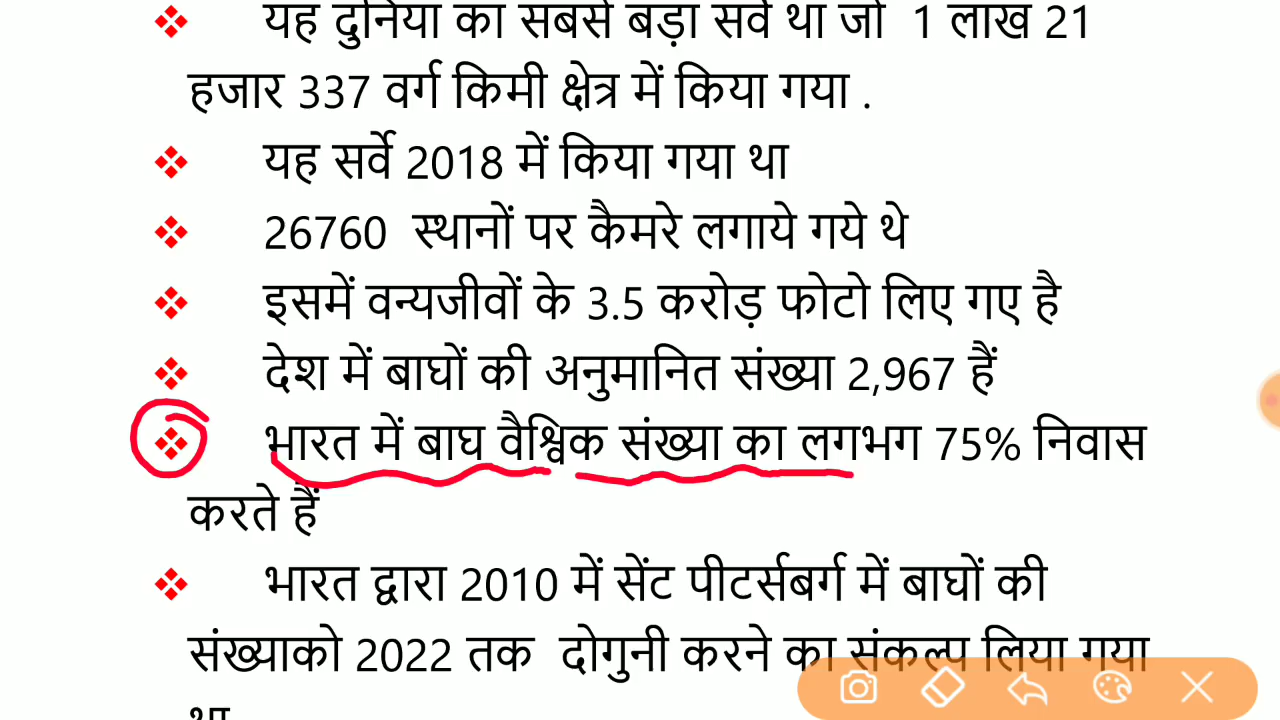 यह दुनिया का सबसे बड़ा सर्वे था जो 1 लाख 21
हजार 337 वर्ग किमी क्षेत्र में किया गया .
यह सर्वे 2018 में किया गया था
26760 स्थानों पर कैमरे लगाये गये थे
इसमें वन्यजीवों के 3.5 करोड़ फोटो लिए गए है
देश में बाघों की अनुमानित संख्या 2,967 हैं
भारत में बाघ वैश्विक संख्या का लगभग 75% निवास
करते हैं
भारत द्वारा 2010 में सेंट पीटर्सबर्ग में बाघों की
संख्याको 2022 तक दोगुनी करने का संकल्प लिया गया
था